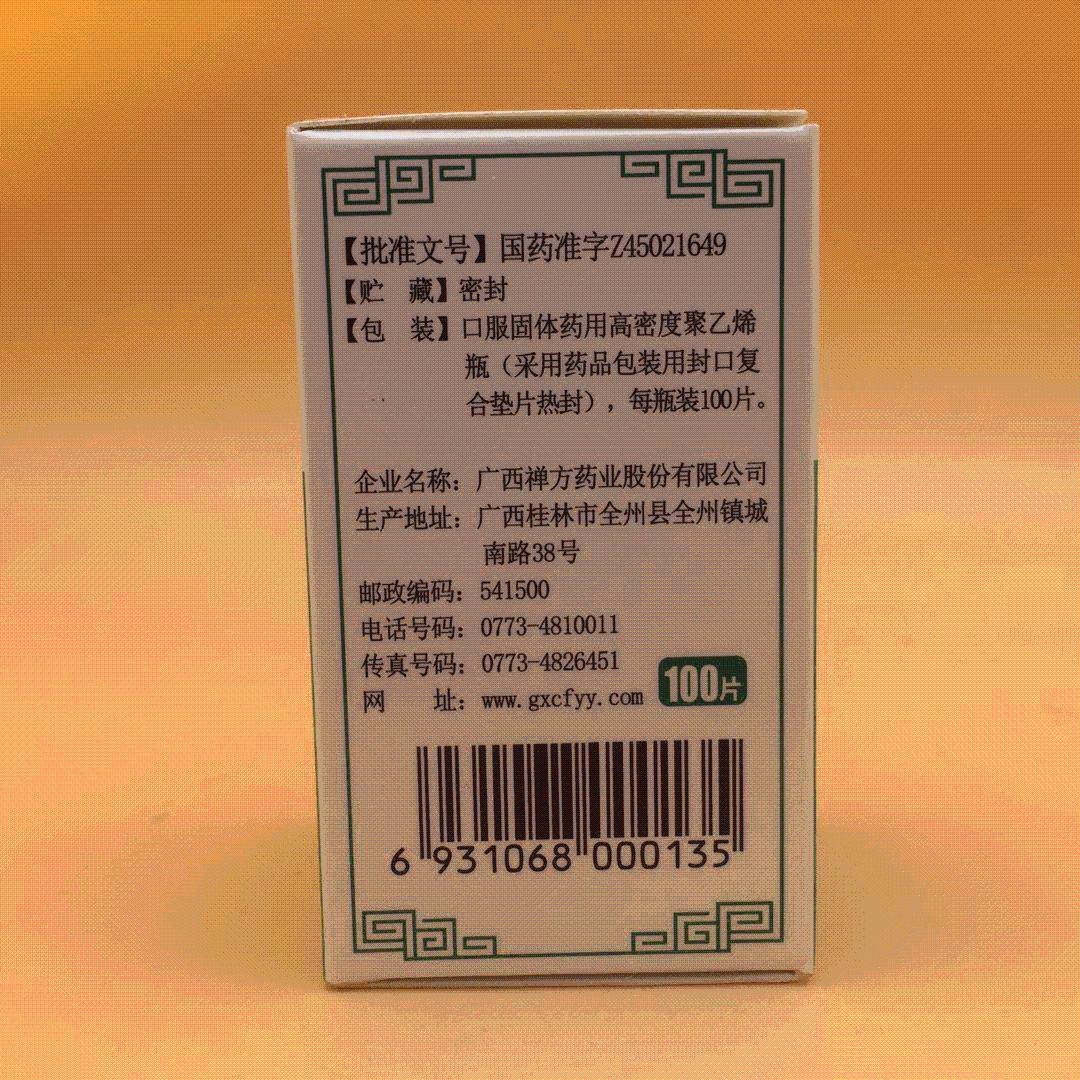 【批准文号】国药准字Z45021649
【贮 藏】密封
【包 装】口服固体药用高密度聚乙烯
瓶（采用药品包装用封口复
合垫片热封），每瓶装100片。
企业名称：广西禅方药业股份有限公司
生产地址：广西桂林市全州县全州镇城
南路38号
邮政编码：541500
电话号码：0773-4810011
传真号码：0773-4826451
网 址：www.gxcfyy.com
100片
6 931068 000135